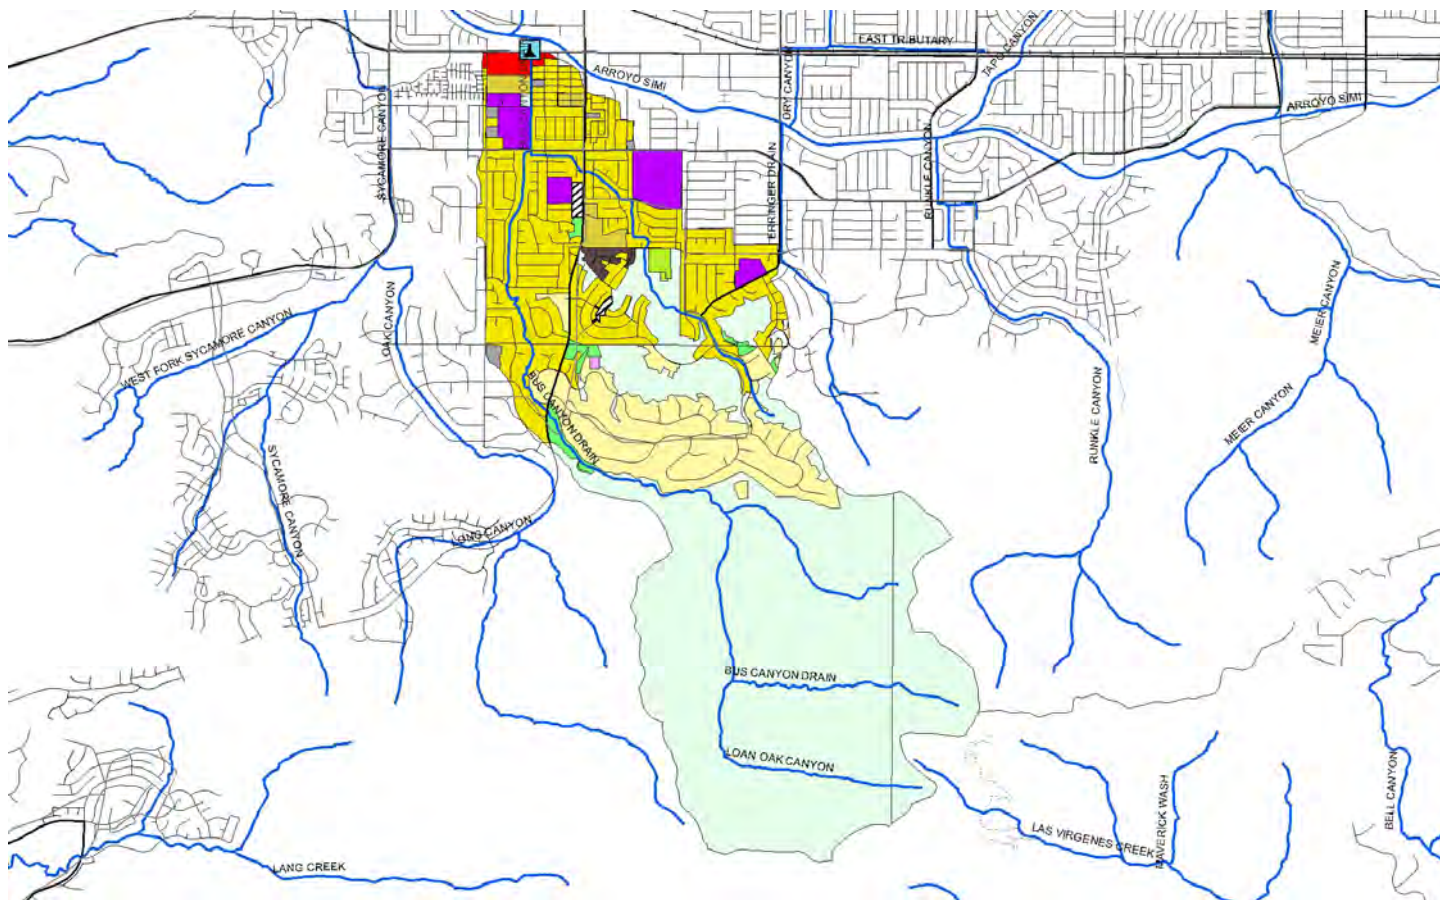 EAST TRIBUTARY
TAPO CANYON
ARROYO SIMI
DRY CANYON
ARROYO SIMI
SYCAMORE CANYON
RUNKLE CANYON
ERRINGER DRAIN
OAK CANYON
MEIER CANYON
WEST FORK SYCAMORE CANYON
BUS CANYON DRAIN
RUNKLE CANYON
MEIER CANYON
SYCAMORE CANYON
LONG CANYON
BUS CANYON DRAIN
LOAN OAK CANYON
BELL CANYON
MAVERICK WASH
LAS VIRGENES CREEK
LANG CREEK